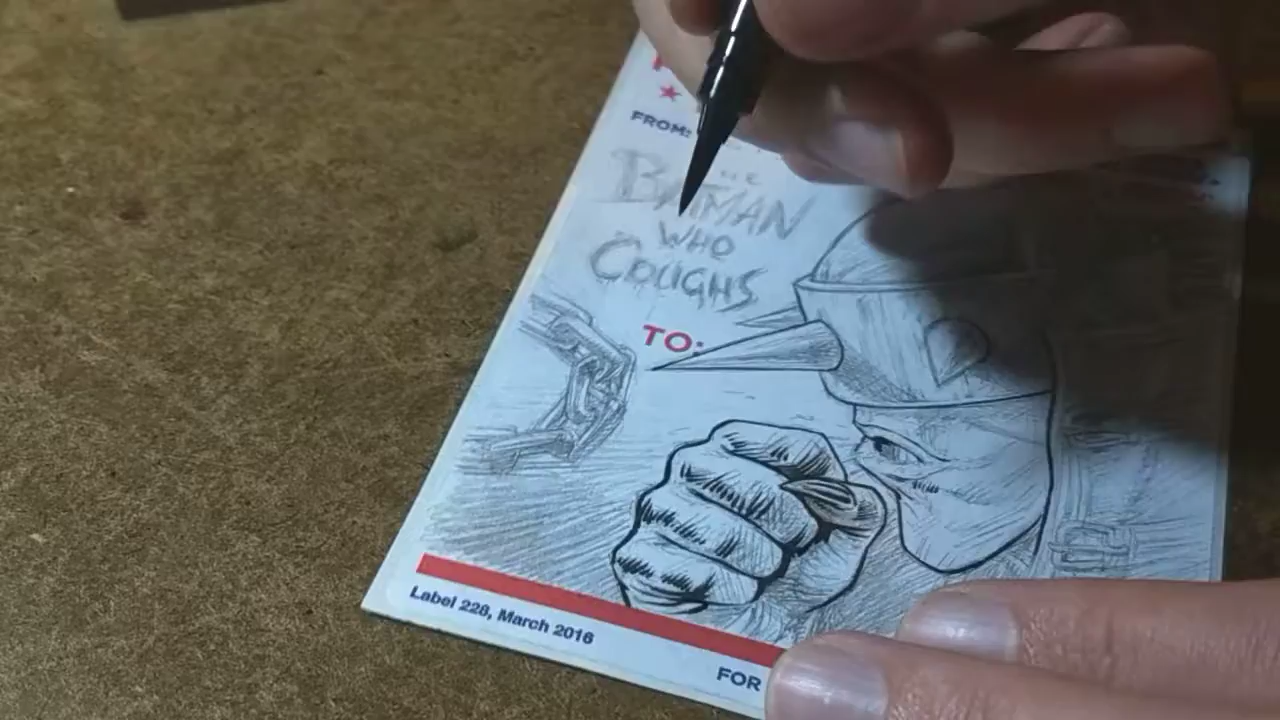 FROM:
BATMAN
WHO
COUGHS
TO:
Label 228, March 2016
FOR